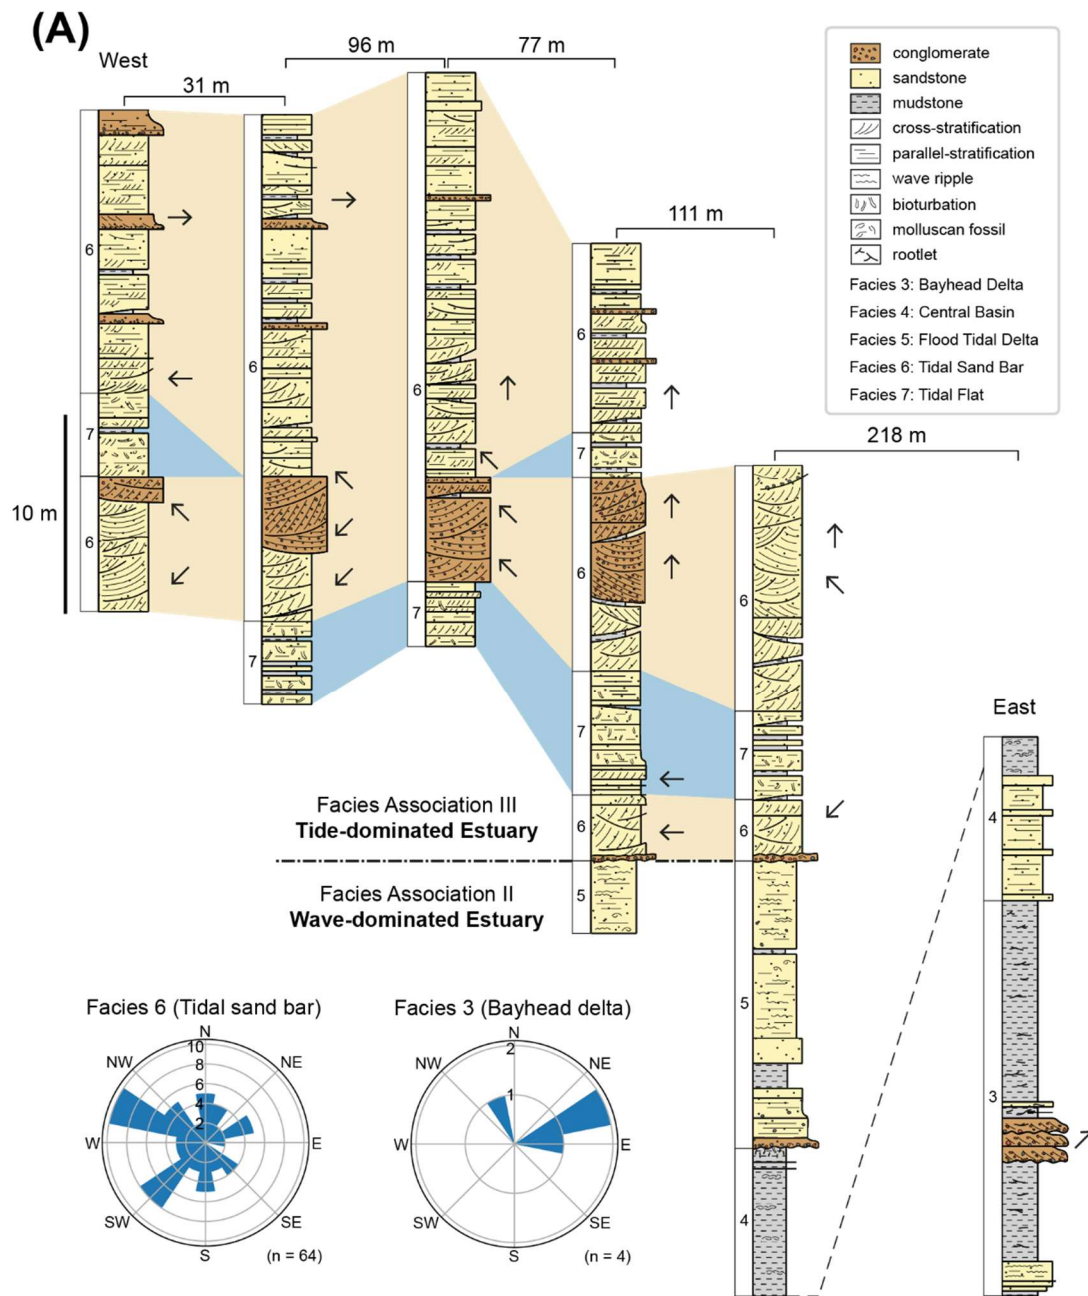 (A)
West
31 m
96 m
77 m
111 m
218 m
East
10 m
conglomerate
sandstone
mudstone
cross-stratification
parallel-stratification
wave ripple
bioturbation
molluscan fossil
rootlet
Facies 3: Bayhead Delta
Facies 4: Central Basin
Facies 5: Flood Tidal Delta
Facies 6: Tidal Sand Bar
Facies 7: Tidal Flat
6
7
6
6
7
6
7
6
7
6
7
6
5
6
7
6
5
4
4
3
Facies Association III
Tide-dominated Estuary
Facies Association II
Wave-dominated Estuary
Facies 6 (Tidal sand bar)
N
NE
E
SE
S
SW
W
NW
10
8
6
4
2
(n = 64)
Facies 3 (Bayhead delta)
N
NE
E
SE
S
SW
W
NW
2
1
(n = 4)